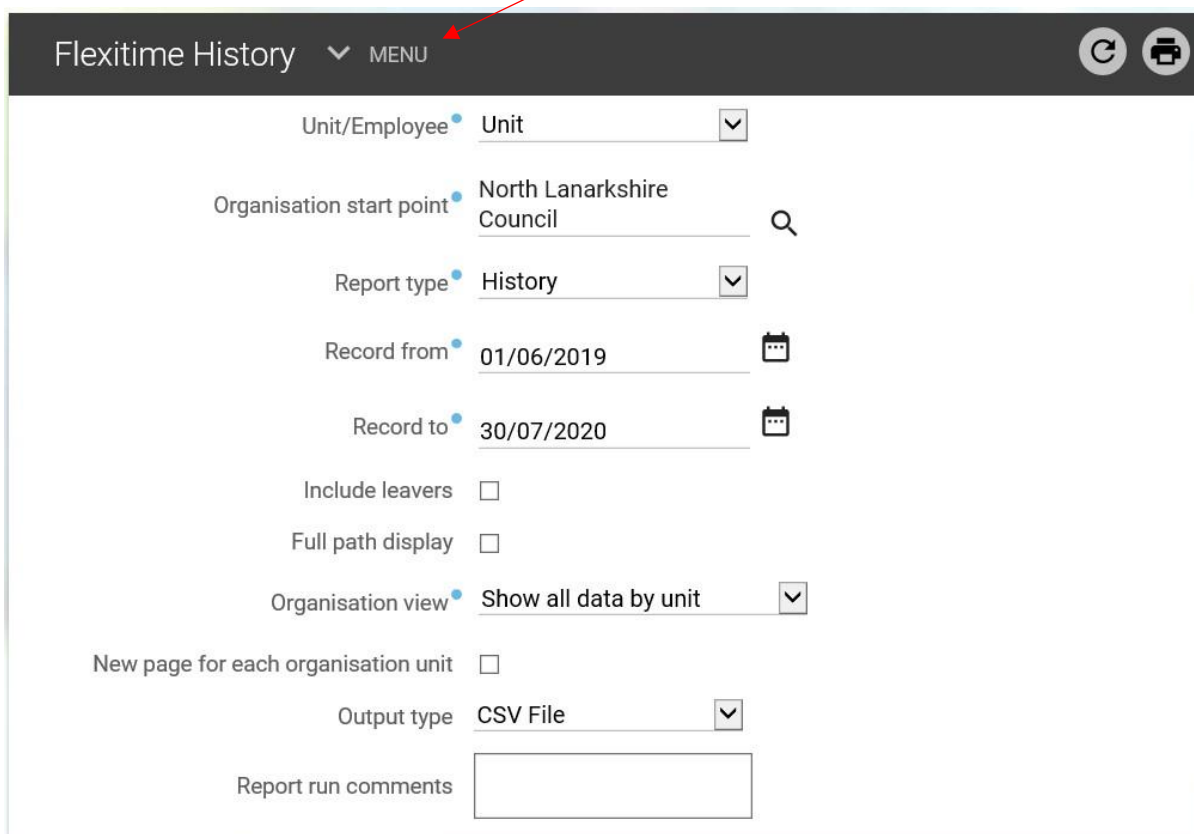 Flexitime History MENU
Unit/Employee Unit
Organisation start point North Lanarkshire
Council
Report type History
Record from 01/06/2019
Record to 30/07/2020
Include leavers
Full path display
Organisation view Show all data by unit
New page for each organisation unit
Output type CSV File
Report run comments